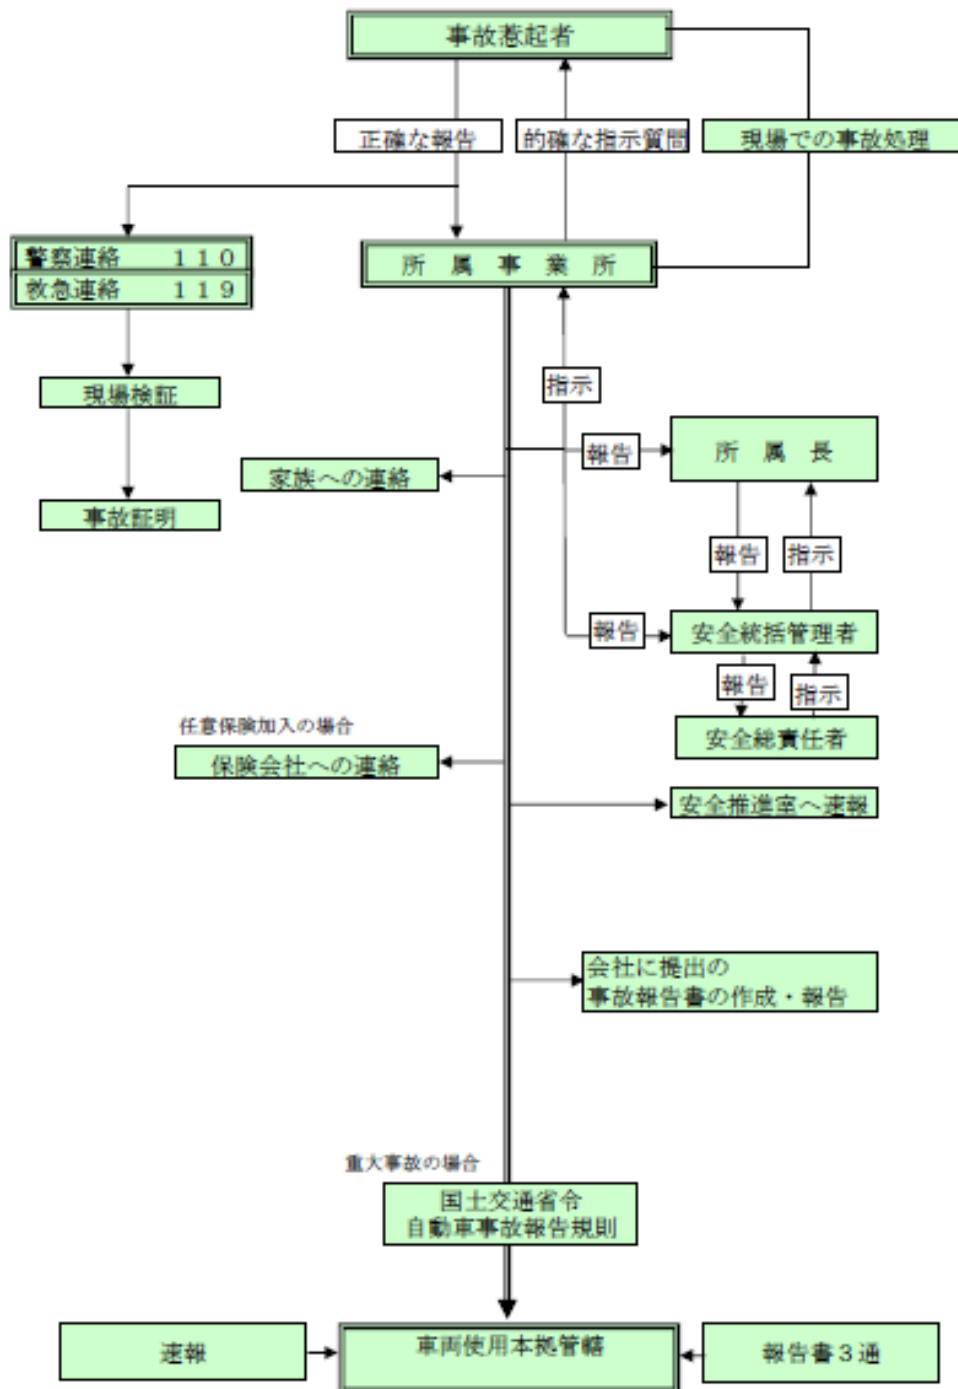 事故惹起者
正確な報告
的確な指示質問
現場での事故処理
警察連絡　　１１０
救急連絡　　１１９
所　属　事　業　所
現場検証
指示
報告
所　属　長
家族への連絡
事故証明
報告
指示
報告
安全統括管理者
報告
指示
任意保険加入の場合
保険会社への連絡
安全総責任者
安全推進室へ速報
会社に提出の
事故報告書の作成・報告
重大事故の場合
国土交通省令
自動車事故報告規則
速報
車両使用本拠管轄
報告書３通